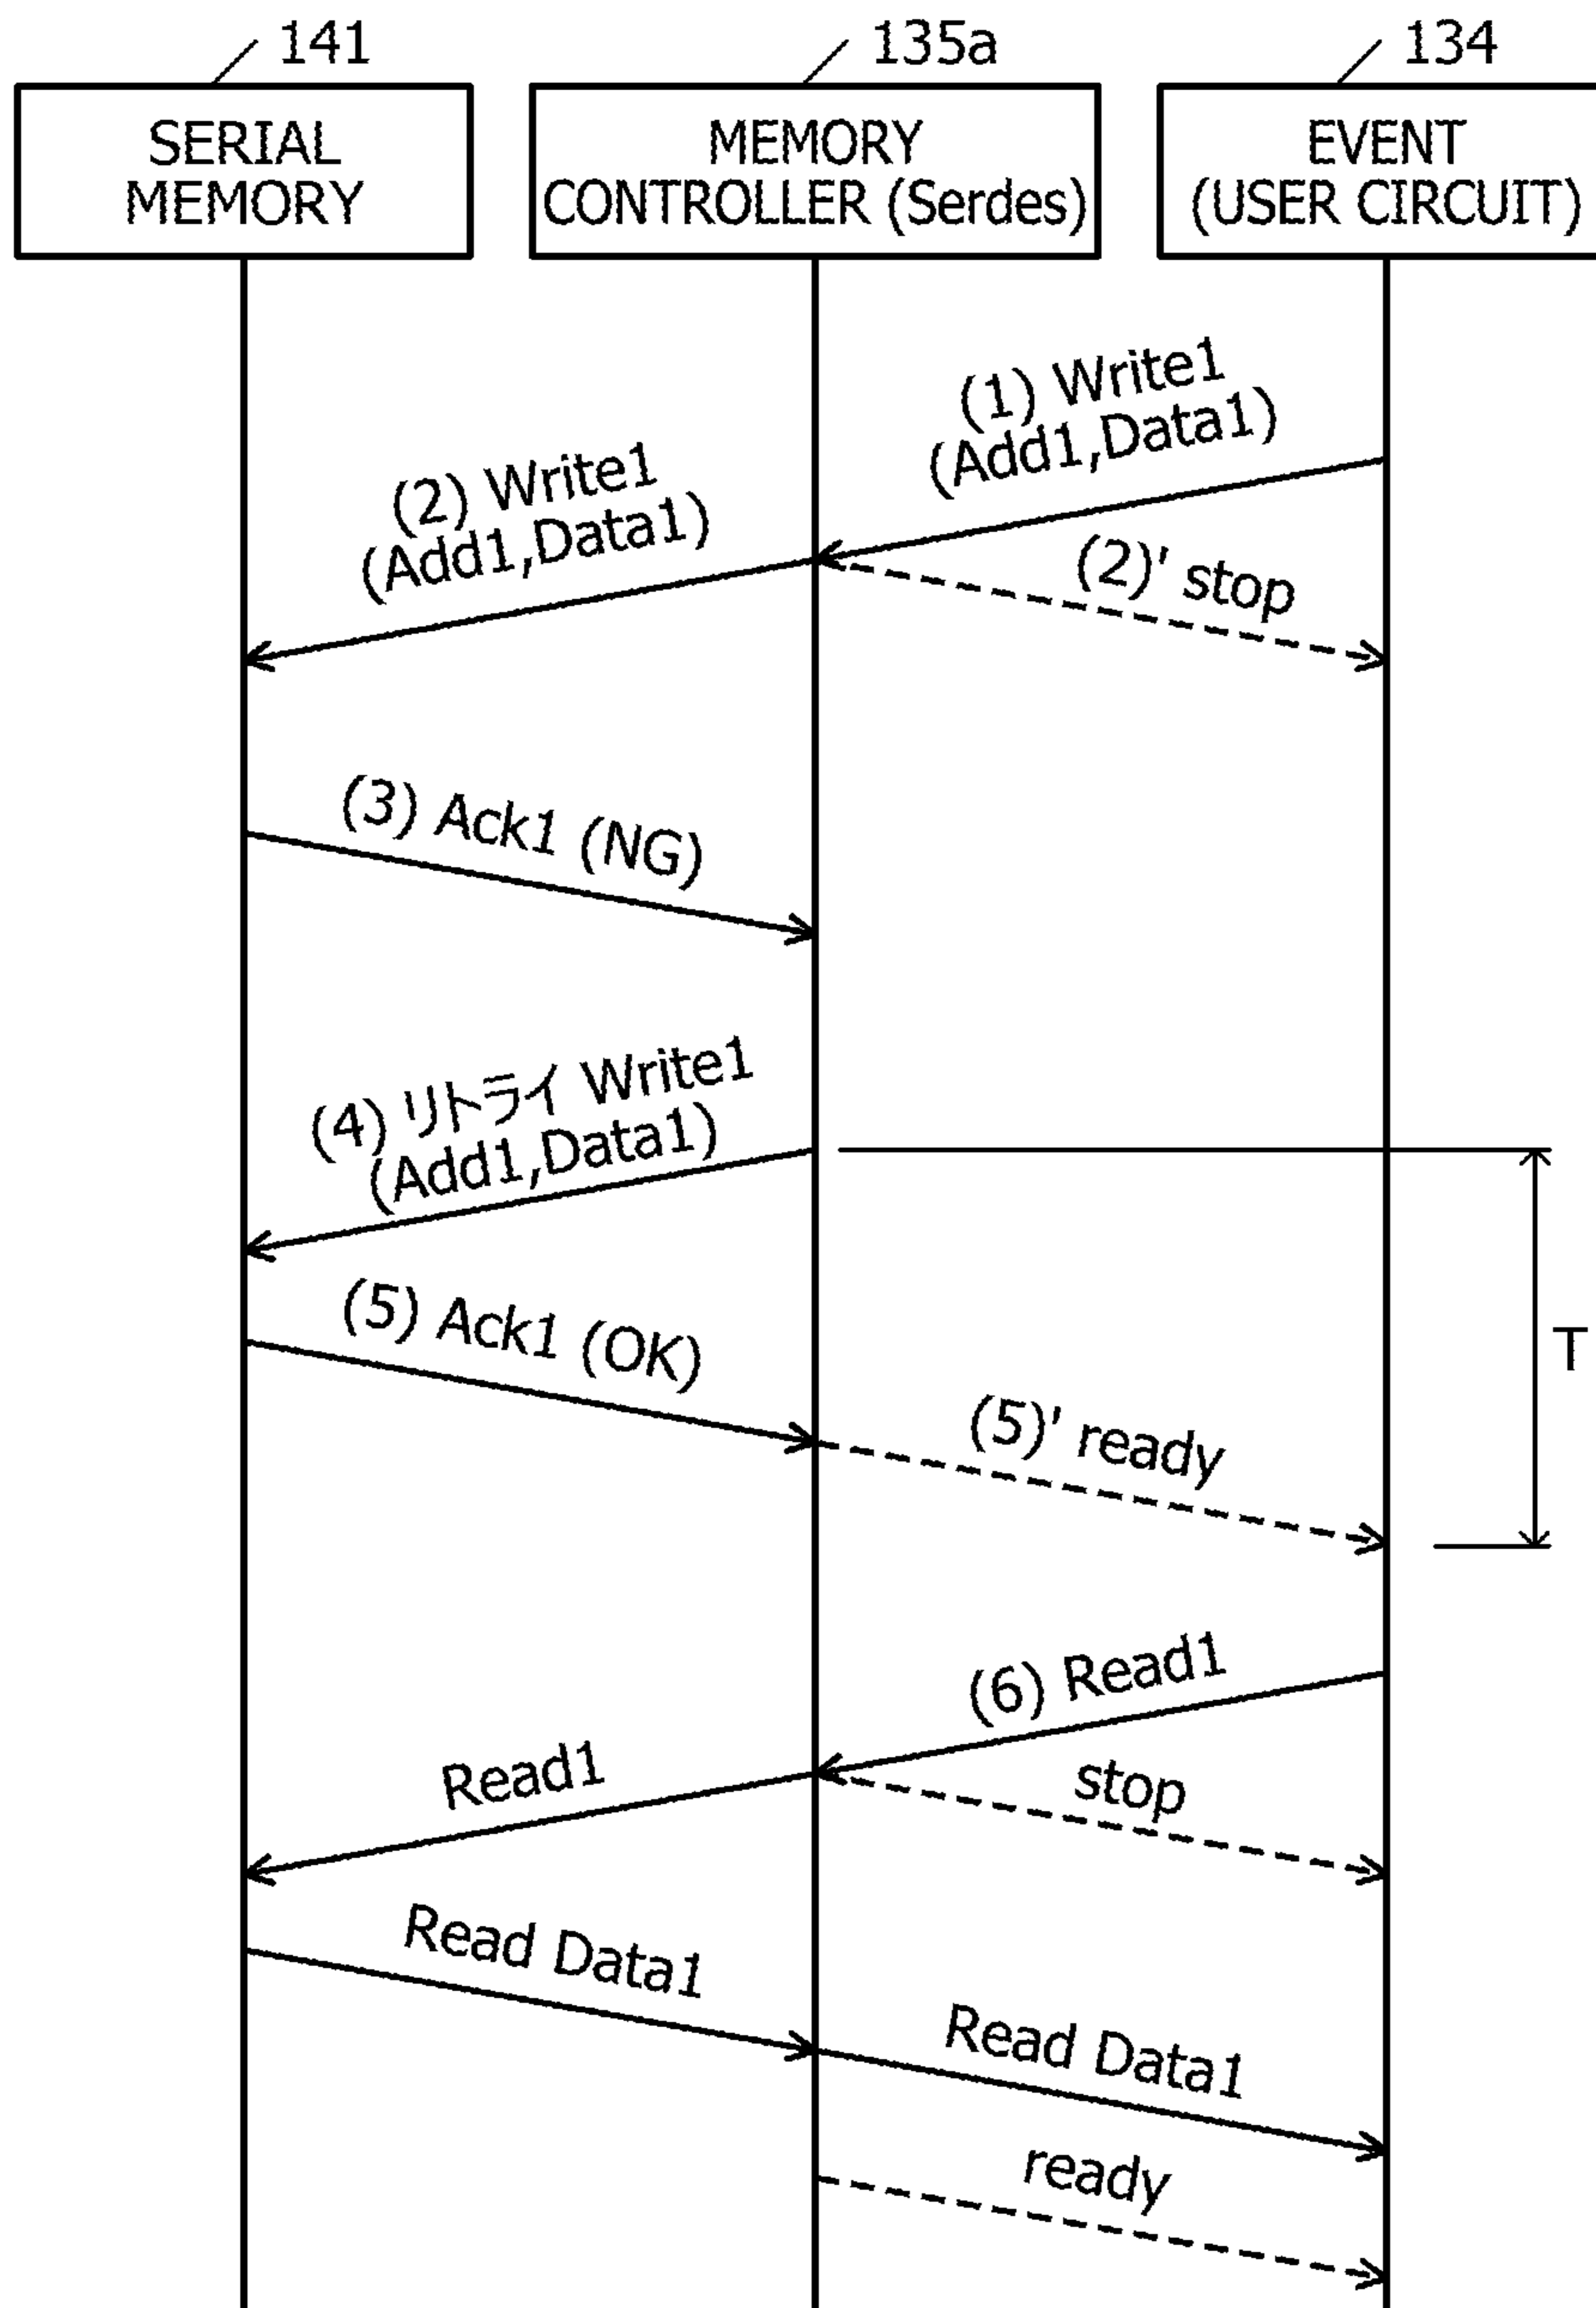 141
135a
134
SERIAL
MEMORY
MEMORY
CONTROLLER (Serdes)
EVENT
(USER CIRCUIT)
(1) Write1
(Add1,Data1)
(2) Write1
(Add1,Data1)
(2)' stop
(3) Ack1 (NG)
(4) リトライ Write1
(Add1,Data1)
(5) Ack1 (OK)
T
(5)' ready
(6) Read1
Read1
stop
Read Data1
Read Data1
ready